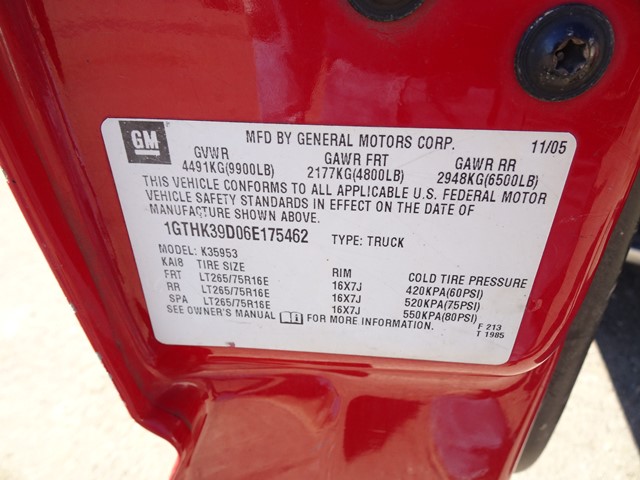 GM
MFD BY GENERAL MOTORS CORP. 11/05
GVWR GAWR FRT GAWR RR
4491KG(9900LB) 2177KG(4800LB) 2948KG(6500LB)
THIS VEHICLE CONFORMS TO ALL APPLICABLE U.S. FEDERAL MOTOR
VEHICLE SAFETY STANDARDS IN EFFECT ON THE DATE OF
MANUFACTURE SHOWN ABOVE.
1GTHK39D06E175462 TYPE: TRUCK
MODEL: K35953
KAI8 TIRE SIZE RIM COLD TIRE PRESSURE
FRT LT265/75R16E 16X7J 420KPA(60PSI)
RR LT265/75R16E 16X7J 520KPA(75PSI)
SPA LT265/75R16E 16X7J 550KPA(80PSI)
SEE OWNER'S MANUAL FOR MORE INFORMATION. F 213
T 1985